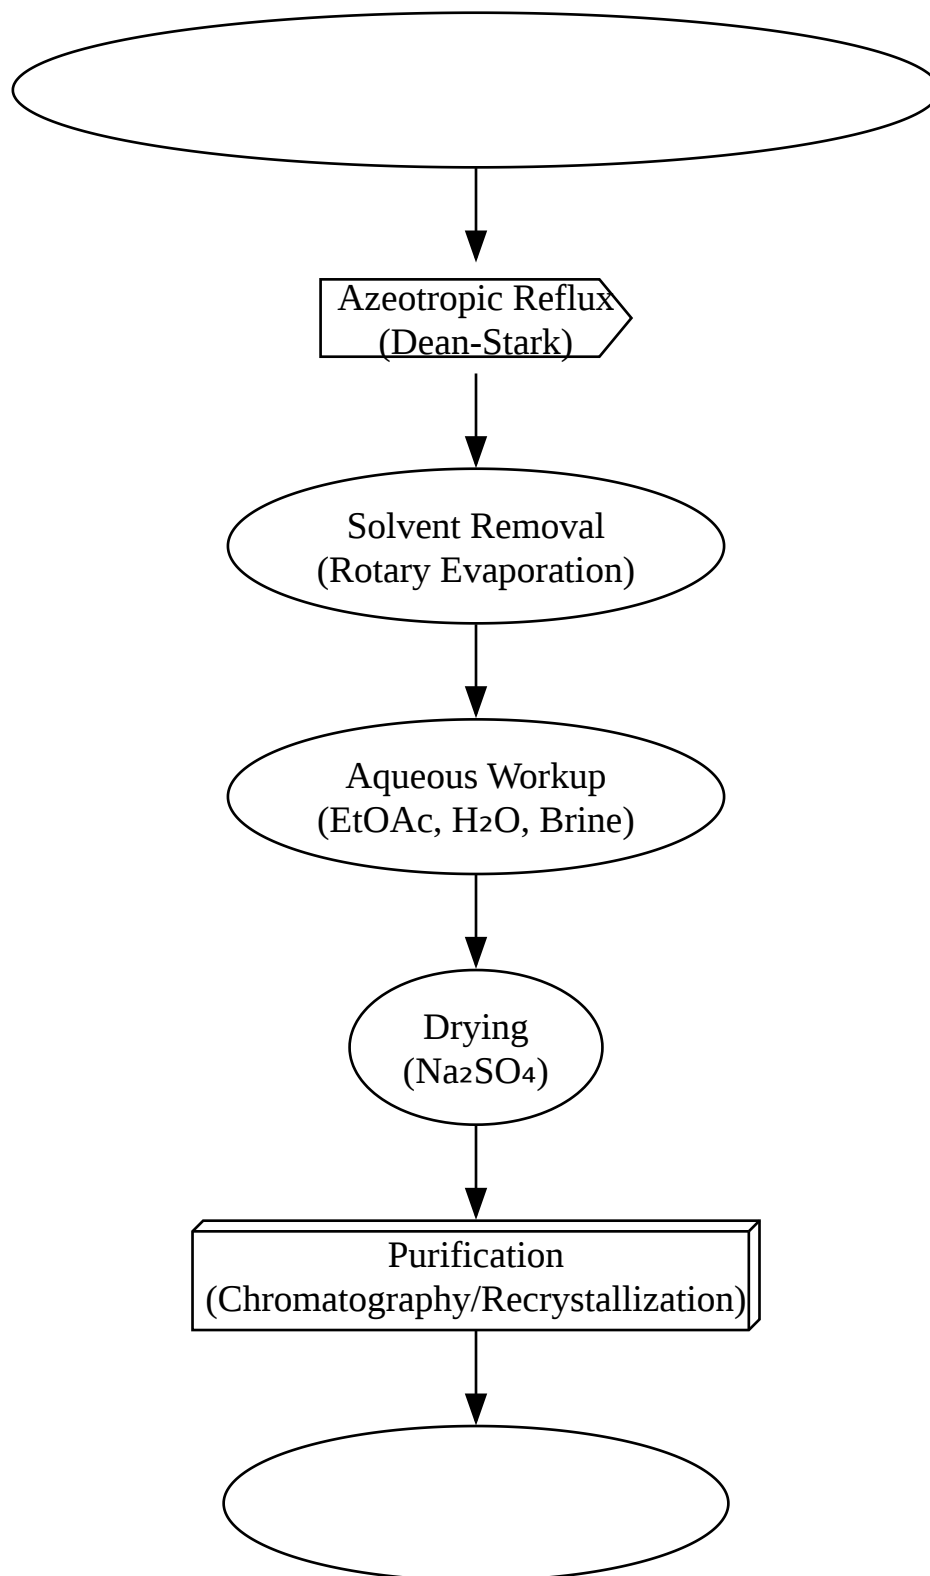 Azeotropic Reflux
(Dean-Stark)
Solvent Removal
(Rotary Evaporation)
Aqueous Workup
(EtOAc, H₂O, Brine)
Drying
(Na₂SO₄)
Purification
(Chromatography/Recrystallization)